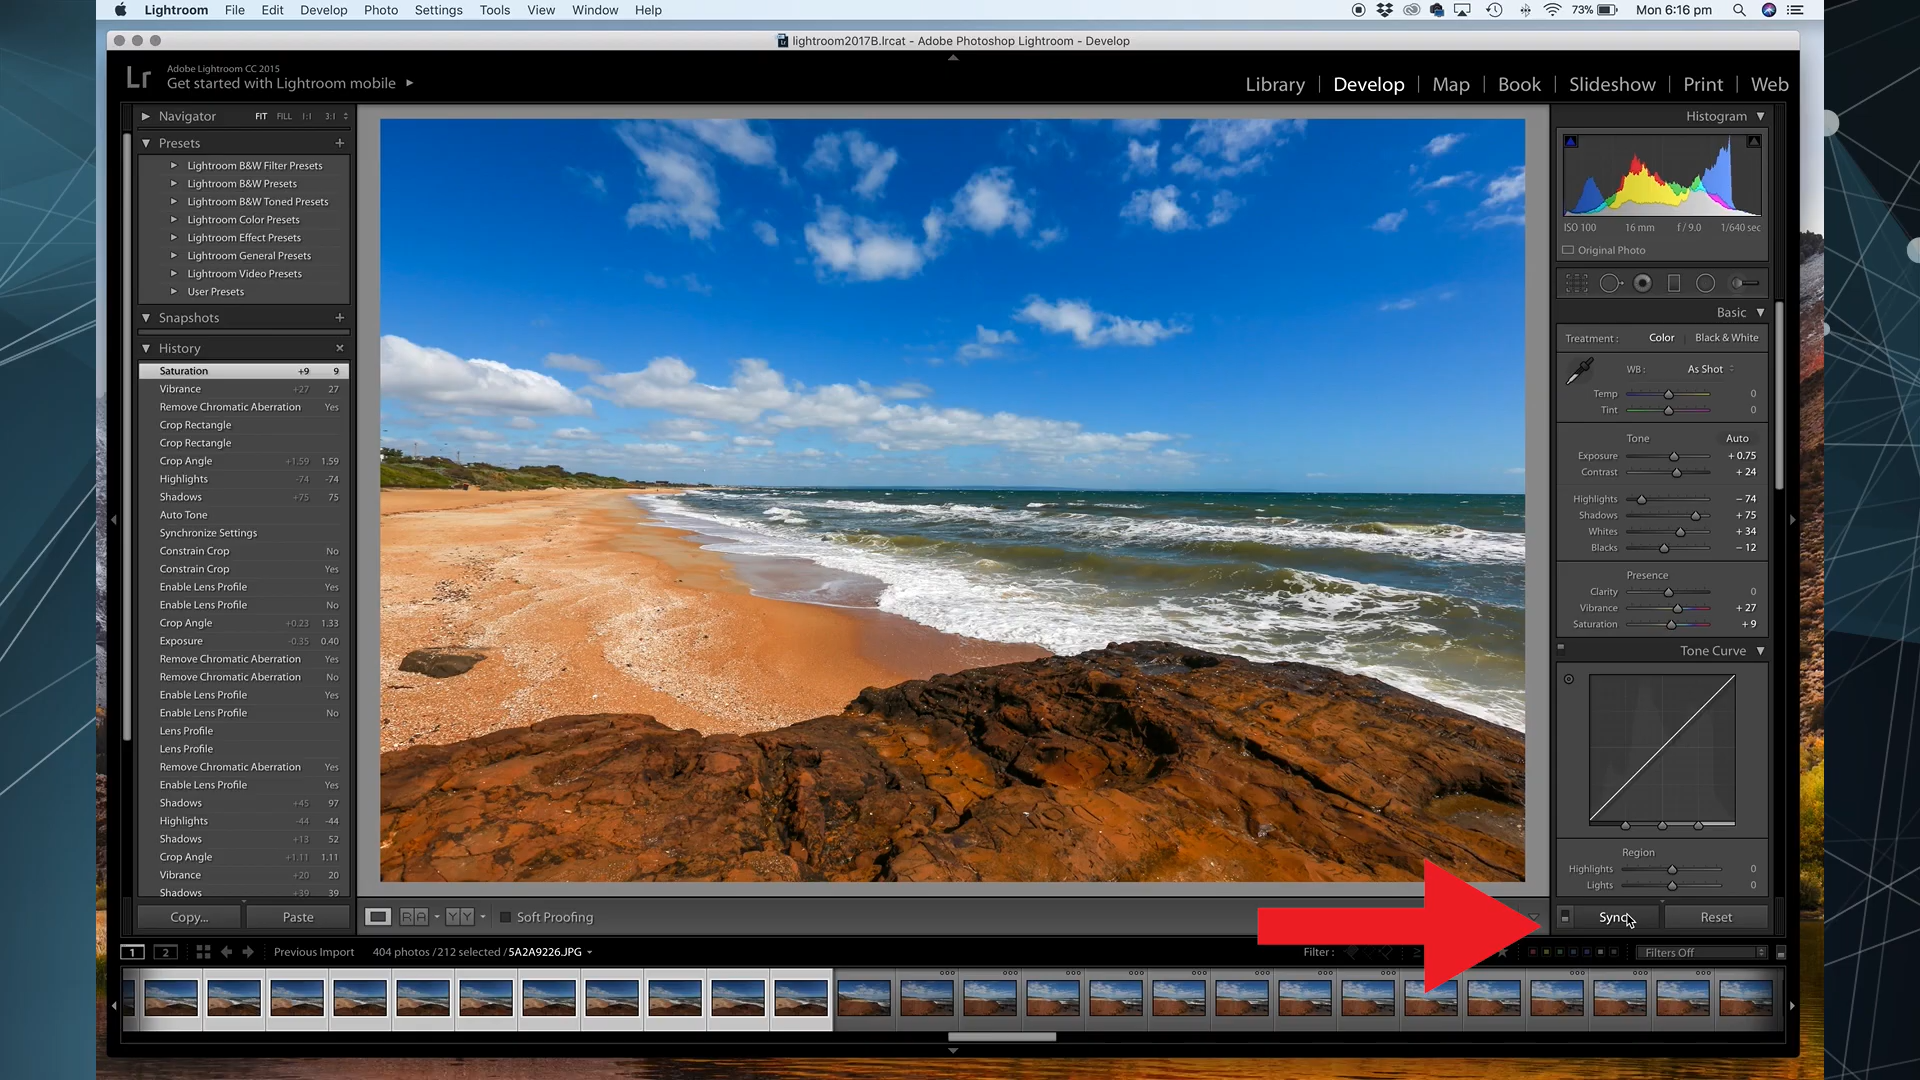 Lightroom File Edit Develop Photo Settings Tools View Window Help 73% Mon 6:16 pm
lightroom2017B.lrcat - Adobe Photoshop Lightroom - Develop
Lr Adobe Lightroom CC 2015
Get started with Lightroom mobile
Library | Develop | Map | Book | Slideshow | Print | Web
Navigator FIT FILL 1:1 3:1
Presets +
Lightroom B&W Filter Presets
Lightroom B&W Presets
Lightroom B&W Toned Presets
Lightroom Color Presets
Lightroom Effect Presets
Lightroom General Presets
Lightroom Video Presets
User Presets
Snapshots +
History ×
Saturation +9 9
Vibrance +27 27
Remove Chromatic Aberration Yes
Crop Rectangle
Crop Rectangle
Crop Angle +1.59 1.59
Highlights -74 -74
Shadows +75 75
Auto Tone
Synchronize Settings
Constrain Crop No
Constrain Crop Yes
Enable Lens Profile Yes
Enable Lens Profile No
Crop Angle +0.23 1.33
Exposure -0.35 0.40
Remove Chromatic Aberration Yes
Remove Chromatic Aberration No
Enable Lens Profile Yes
Enable Lens Profile No
Lens Profile
Lens Profile
Remove Chromatic Aberration Yes
Enable Lens Profile Yes
Shadows +45 97
Highlights -44 -44
Shadows +13 52
Crop Angle +1.11 1.11
Vibrance +20 20
Shadows +39 39
Copy... Paste
Histogram
ISO 100 16 mm f / 9.0 1/640 sec
Original Photo
Basic
Treatment : Color | Black & White
WB : As Shot
Temp 0
Tint 0
Tone Auto
Exposure + 0.75
Contrast + 24
Highlights − 74
Shadows + 75
Whites + 34
Blacks − 12
Presence
Clarity 0
Vibrance + 27
Saturation + 9
Tone Curve
Region
Highlights 0
Lights 0
RA YY Soft Proofing
Reset
1 2 Previous Import 404 photos / 212 selected / 5A2A9226.JPG Filter : Filters Off